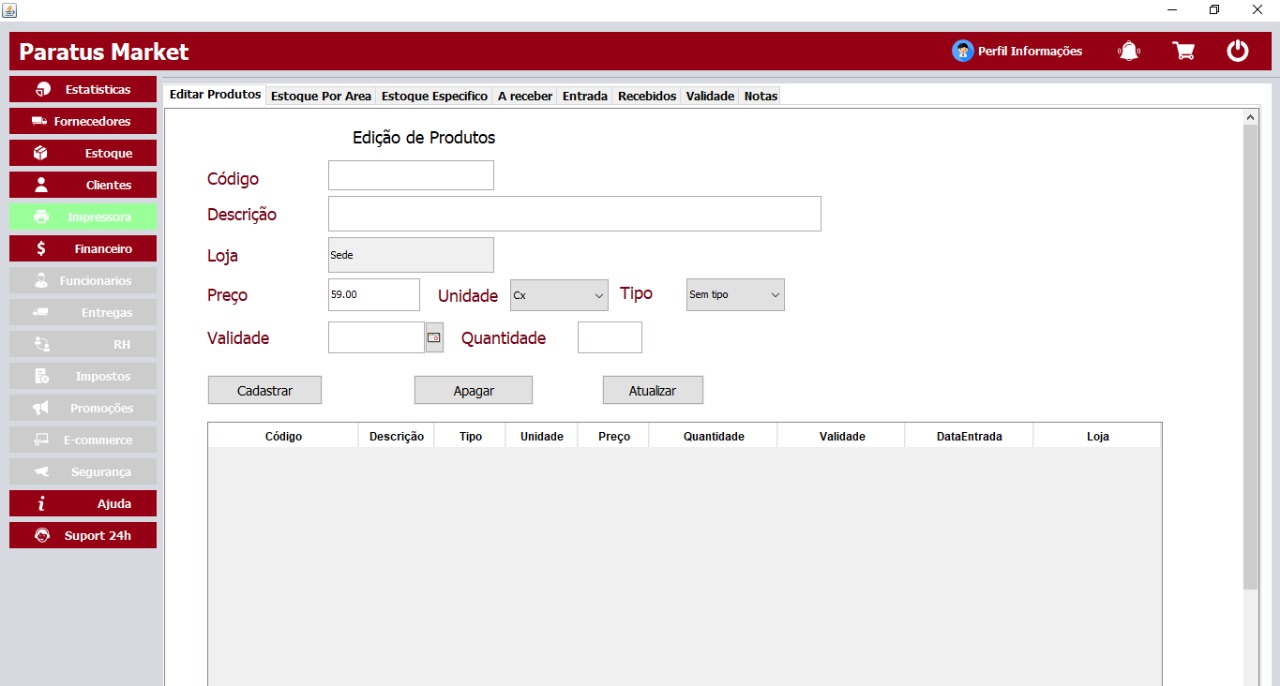 Paratus Market
Perfil Informações
Estatisticas
Fornecedores
Estoque
Clientes
Impressora
Financeiro
Funcionarios
Entregas
RH
Impostos
Promoções
E-commerce
Segurança
Ajuda
Suport 24h
Editar Produtos Estoque Por Area Estoque Especifico A receber Entrada Recebidos Validade Notas
Edição de Produtos
Código
Descrição
Loja Sede
Preço 59.00 Unidade Cx Tipo Sem tipo
Validade Quantidade
Cadastrar Apagar Atualizar
Código Descrição Tipo Unidade Preço Quantidade Validade DataEntrada Loja